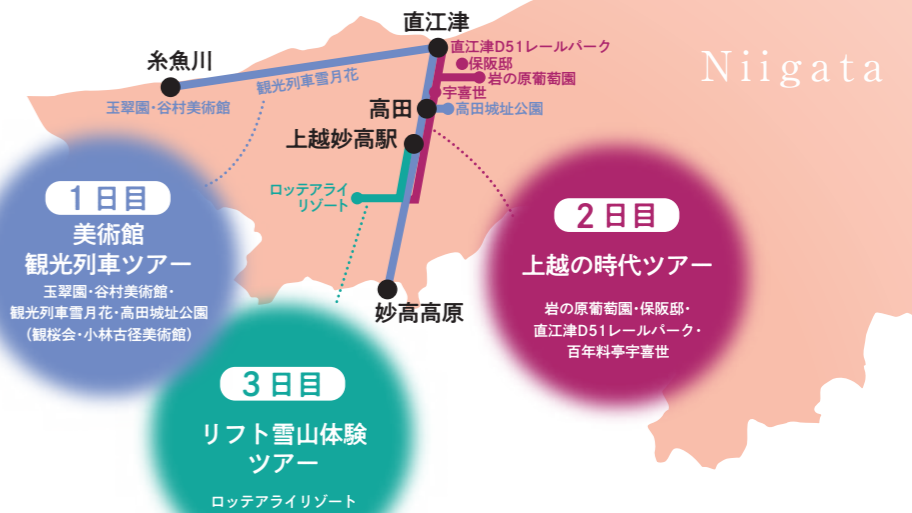 直江津
直江津D51レールパーク
保阪邸
岩の原葡萄園
宇喜世
糸魚川
観光列車雪月花
玉翠園・谷村美術館
高田
高田城址公園
上越妙高駅
ロッテアライ
リゾート
妙高高原
Niigata
1日目
美術館
観光列車ツアー
玉翠園・谷村美術館・
観光列車雪月花・高田城址公園
（観桜会・小林古径美術館）
2日目
上越の時代ツアー
岩の原葡萄園・保阪邸・
直江津D51レールパーク・
百年料亭宇喜世
3日目
リフト雪山体験
ツアー
ロッテアライリゾート